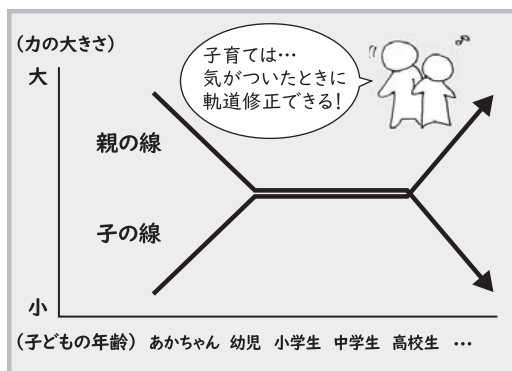 (力の大きさ)
大
子育ては…
気がついたときに
軌道修正できる!
親の線
子の線
小
(子どもの年齢) あかちゃん 幼児 小学生 中学生 高校生 …